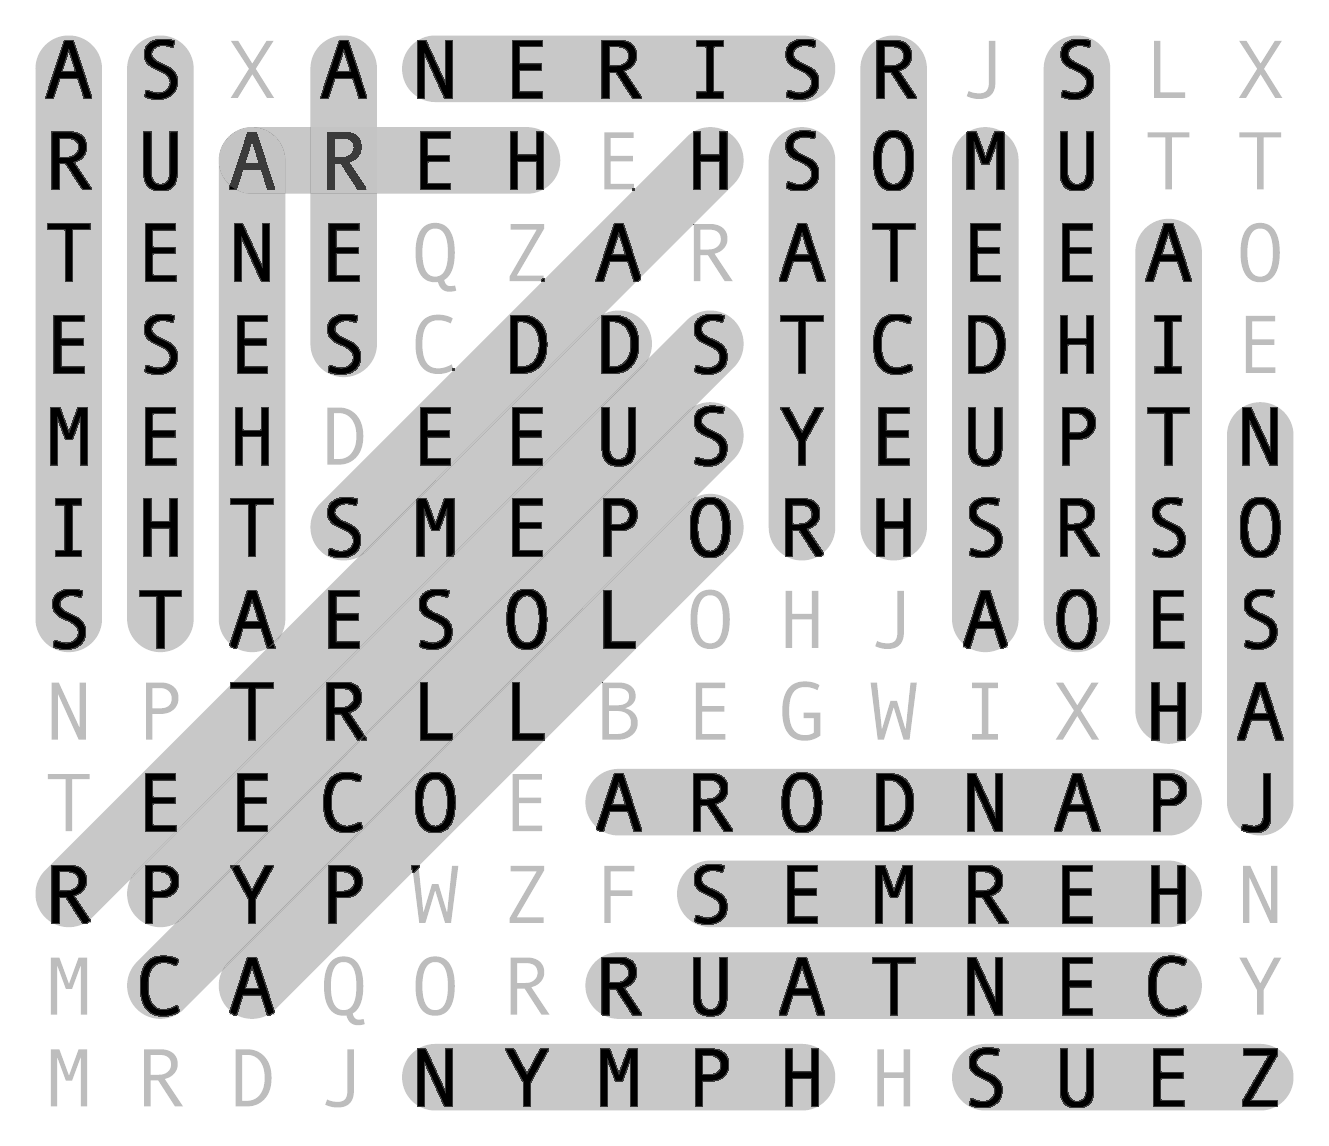 A S X A N E R I S R J S L X
R U A R E H E H S O M U T T
T E N E Q Z A R A T E E A O
E S E S C D D S T C D H I E
M E H D E E U S Y E U P T N
I H T S M E P O R H S R S O
S T A E S O L O H J A O E S
N P T R L L B E G W I X H A
T E E C O E A R O D N A P J
R P Y P W Z F S E M R E H N
M C A Q O R R U A T N E C Y
M R D J N Y M P H H S U E Z